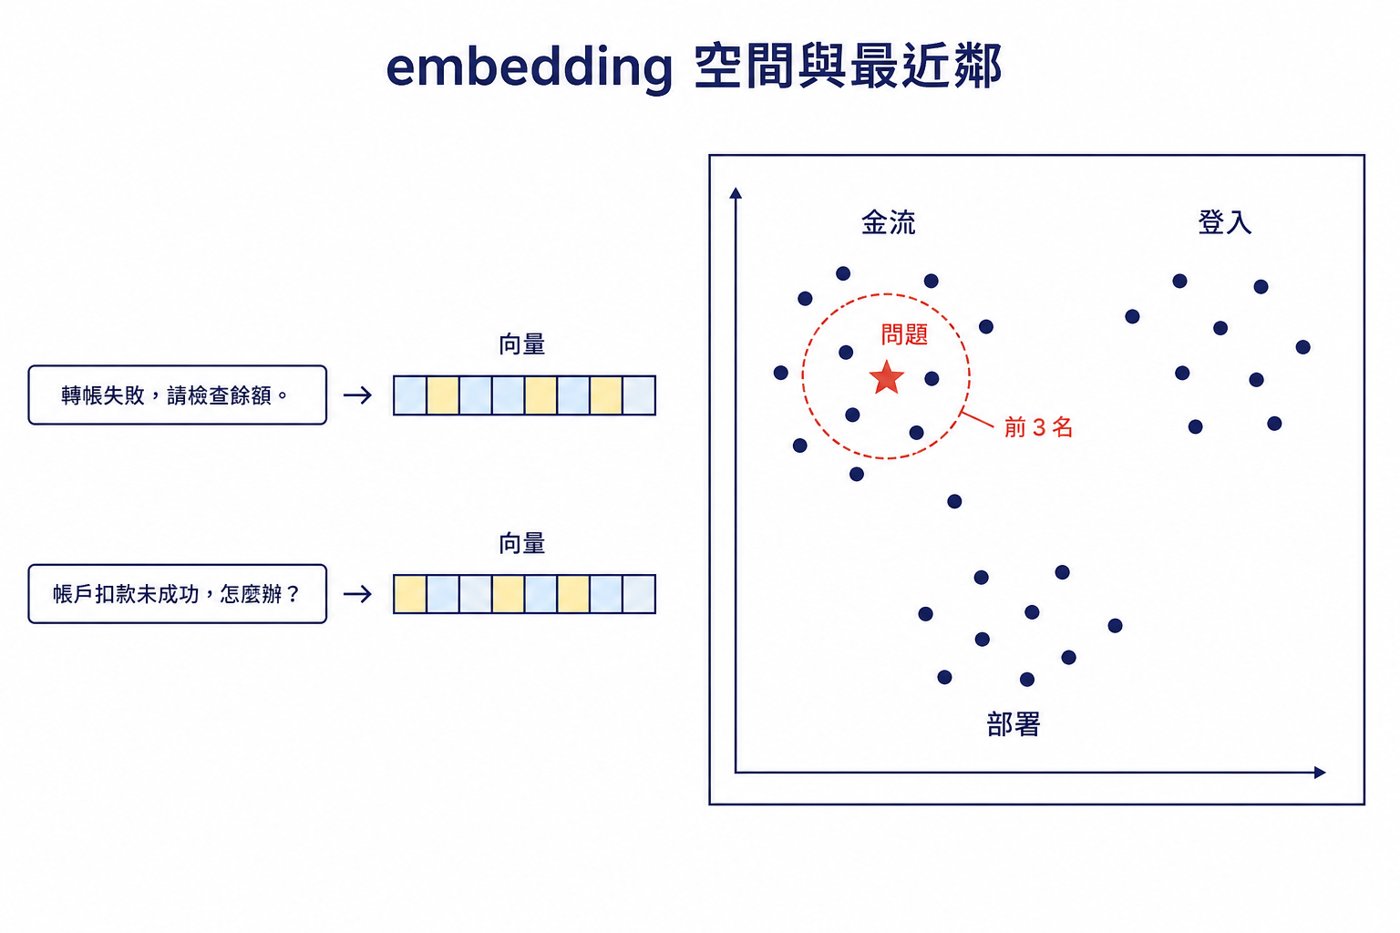 embedding 空間與最近鄰
向量
轉帳失敗，請檢查餘額。
向量
帳戶扣款未成功，怎麼辦？
金流
登入
問題
前 3 名
部署